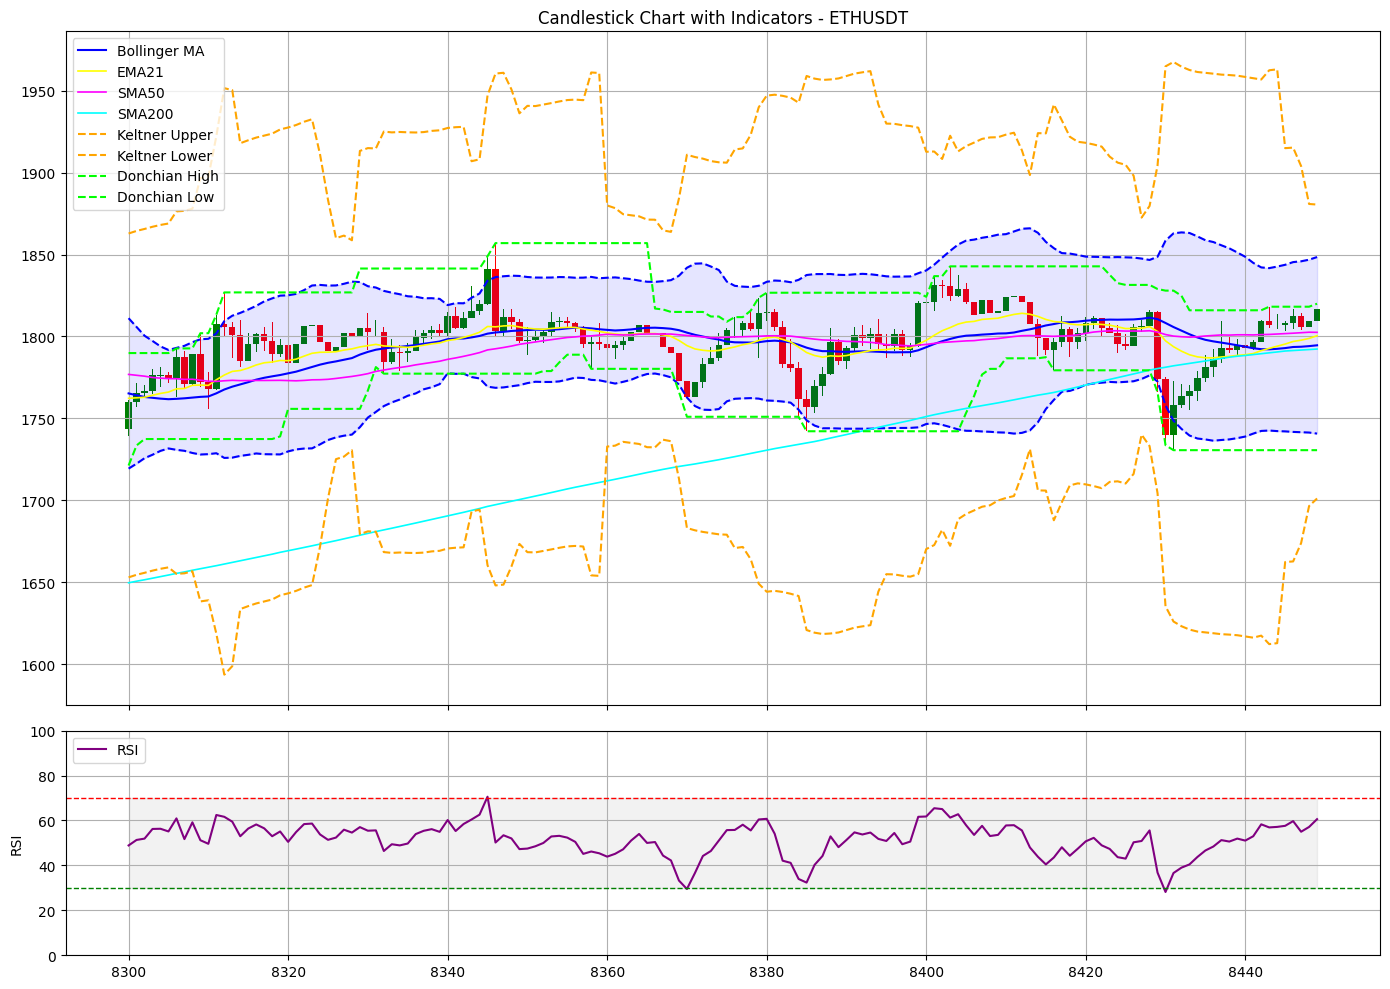 Candlestick Chart with Indicators - ETHUSDT
Bollinger MA
EMA21
SMA50
SMA200
Keltner Upper
Keltner Lower
Donchian High
Donchian Low
1950
1900
1850
1800
1750
1700
1650
1600
RSI
100
80
60
40
20
0
RSI
8300
8320
8340
8360
8380
8400
8420
8440